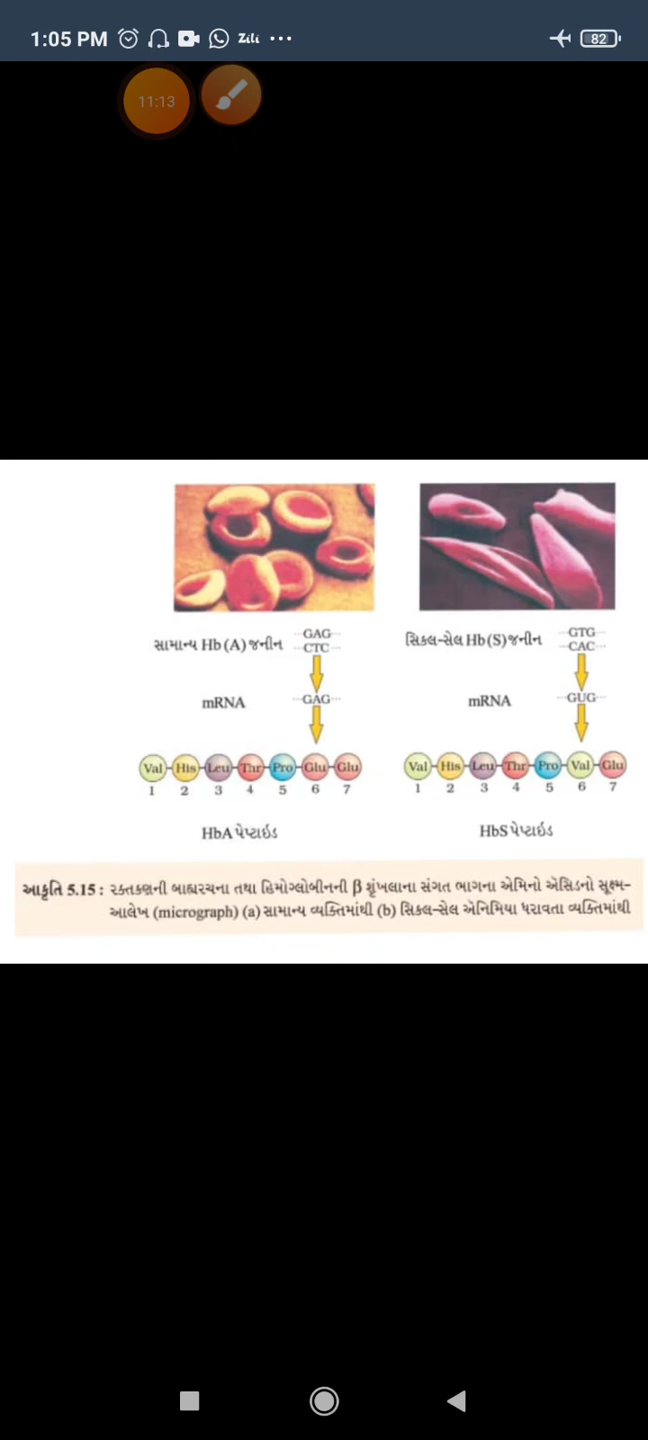 1:05 PM Zili ... 82
11:13
સામાન્ય Hb (A) જનીન ··GAG·· ··CTC··
સિકલ-સેલ Hb (S) જનીન ··GTG·· ··CAC··
mRNA ··GAG··
mRNA ··GUG··
Val His Leu Thr Pro Glu Glu
1 2 3 4 5 6 7
Val His Leu Thr Pro Val Glu
1 2 3 4 5 6 7
HbA પેપ્ટાઇડ
HbS પેપ્ટાઇડ
આકૃતિ 5.15 : રક્તકણની બાહ્યરચના તથા હિમોગ્લોબીનની β શૃંખલાના સંગત ભાગના એમિનો ઍસિડનો સૂક્ષ્મ-
આલેખ (micrograph) (a) સામાન્ય વ્યક્તિમાંથી (b) સિકલ-સેલ ઍનિમિયા ધરાવતા વ્યક્તિમાંથી